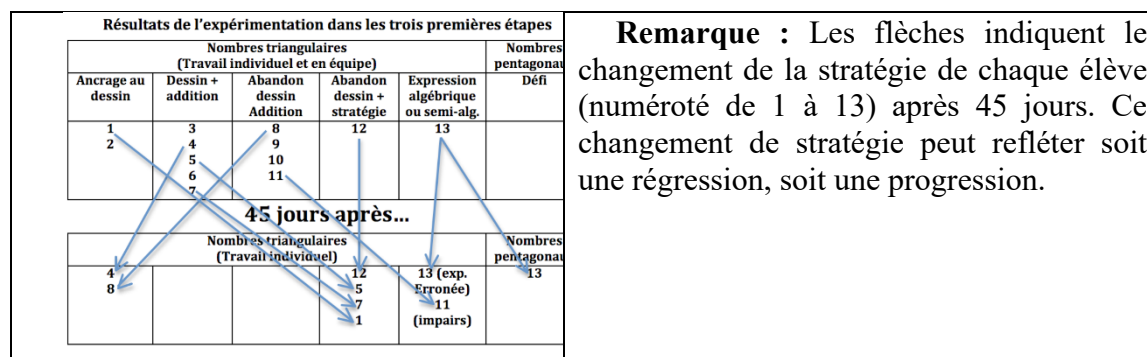 Résultats de l'expérimentation dans les trois premières étapes
Nombres triangulaires
(Travail individuel et en équipe)
Nombres
pentagonau
Ancrage au
dessin
Dessin +
addition
Abandon
dessin
Addition
Abandon
dessin +
stratégie
Expression
algébrique
ou semi-alg.
Défi
1
2
3
4
5
6
7
8
9
10
11
12
13
45 jours après...
Nombres triangulaires
(Travail individuel)
Nombres
pentagonau
4
8
12
5
7
1
13 (exp.
Erronée)
11
(impairs)
13
Remarque : Les flèches indiquent le
changement de la stratégie de chaque élève
(numéroté de 1 à 13) après 45 jours. Ce
changement de stratégie peut refléter soit
une régression, soit une progression.